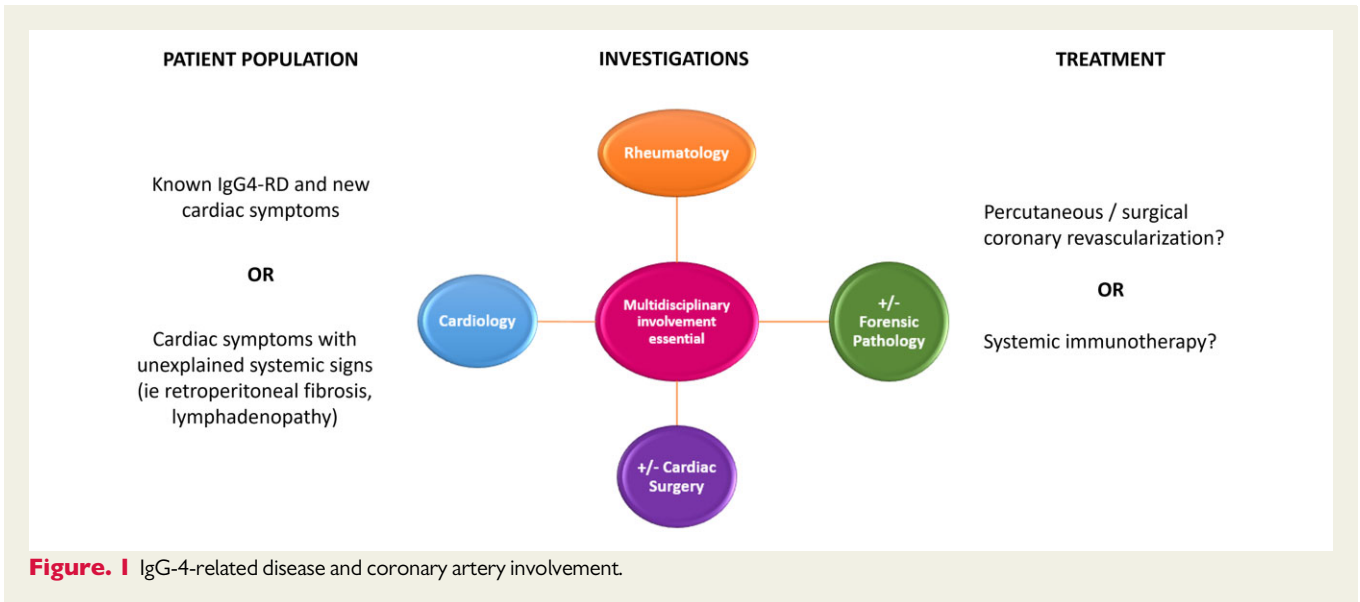 PATIENT POPULATION
Known IgG4-RD and new
cardiac symptoms
OR
Cardiac symptoms with
unexplained systemic signs
(ie retroperitoneal fibrosis,
lymphadenopathy)
INVESTIGATIONS
Rheumatology
Cardiology
Multidisciplinary
involvement
essential
+/-
Forensic
Pathology
+/- Cardiac
Surgery
TREATMENT
Percutaneous / surgical
coronary revascularization?
OR
Systemic immunotherapy?
Figure. 1 IgG-4-related disease and coronary artery involvement.